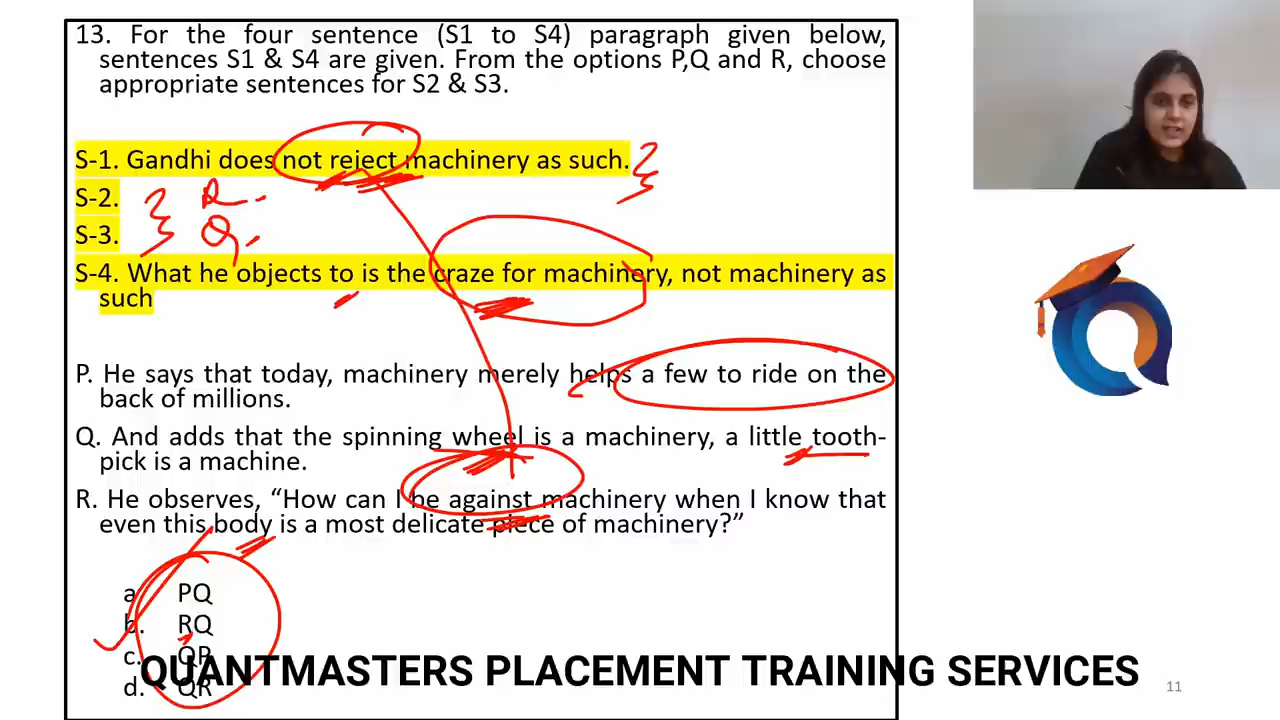 13. For the four sentence (S1 to S4) paragraph given below,
sentences S1 & S4 are given. From the options P,Q and R, choose
appropriate sentences for S2 & S3.
S-1. Gandhi does not reject machinery as such.
S-2. R.
S-3. Q.
S-4. What he objects to is the craze for machinery, not machinery as
such
P. He says that today, machinery merely helps a few to ride on the
back of millions.
Q. And adds that the spinning wheel is a machinery, a little tooth-
pick is a machine.
R. He observes, “How can I be against machinery when I know that
even this body is a most delicate piece of machinery?”
a. PQ
b. RQ
c. QP
d. QR
QUANTMASTERS PLACEMENT TRAINING SERVICES
11